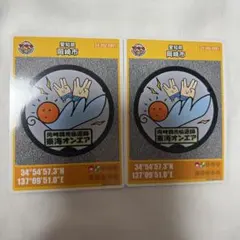 愛知県
岡崎市
岡崎観光伝道師
東海オンエア
34°54'57.3"N
137°09'51.0"E
愛知県
岡崎市
岡崎観光伝道師
東海オンエア
34°54'57.3"N
137°09'51.0"E